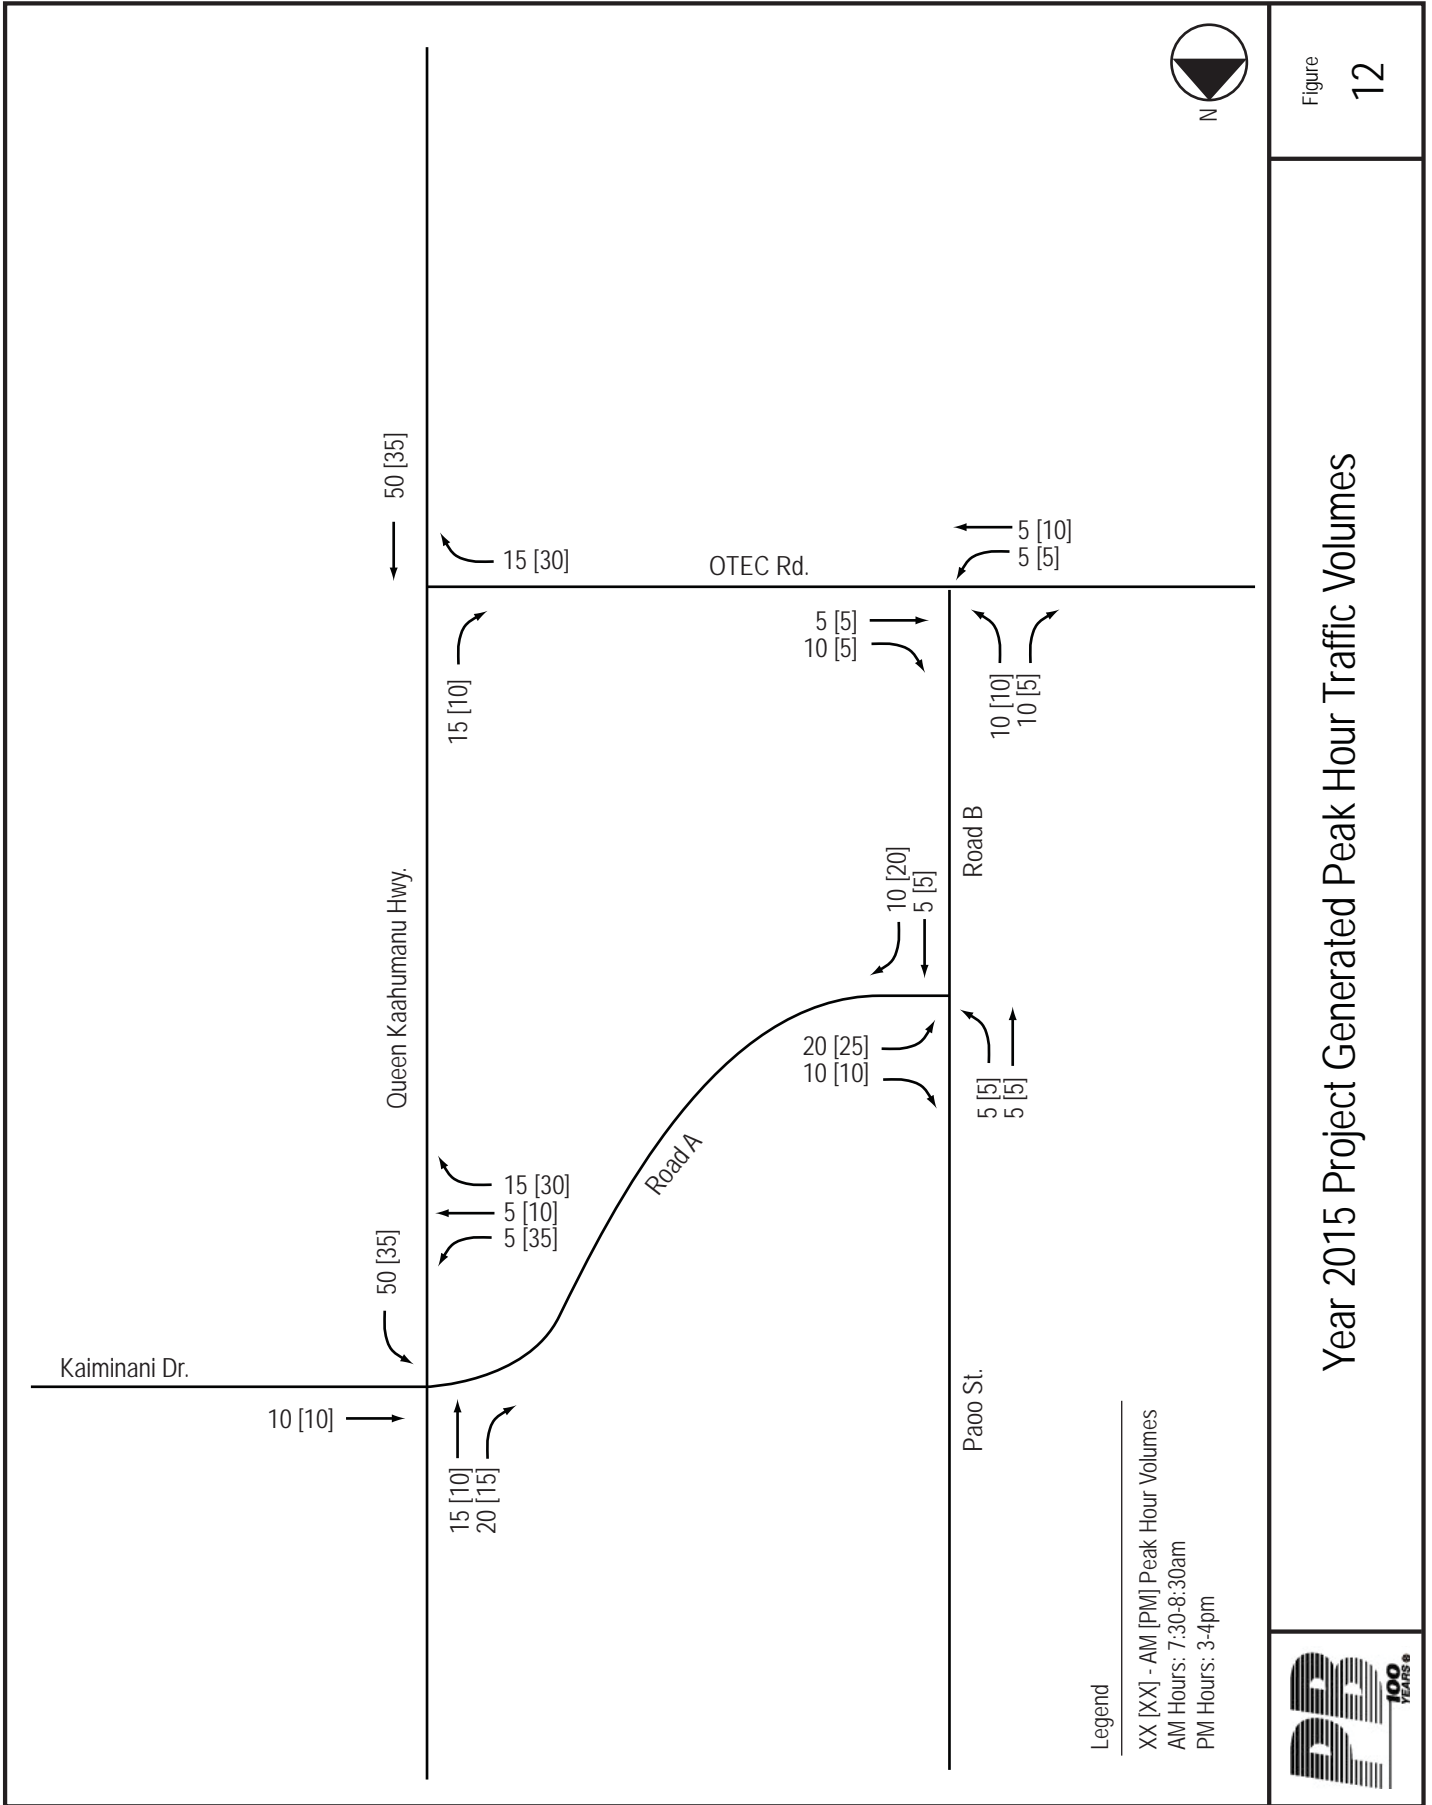 N
Figure
12
50 [35]
15 [30]
OTEC Rd.
5 [10]
5 [5]
5 [5]
10 [5]
15 [10]
10 [10]
10 [5]
Queen Kaahumanu Hwy.
10 [20]
5 [5]
Road B
20 [25]
10 [10]
5 [5]
5 [5]
Road A
15 [30]
5 [10]
5 [35]
50 [35]
Kaiminani Dr.
10 [10]
15 [10]
20 [15]
Paoo St.
Legend
XX [XX] - AM [PM] Peak Hour Volumes
AM Hours: 7:30-8:30am
PM Hours: 3-4pm
Year 2015 Project Generated Peak Hour Traffic Volumes
PB
100
YEARS